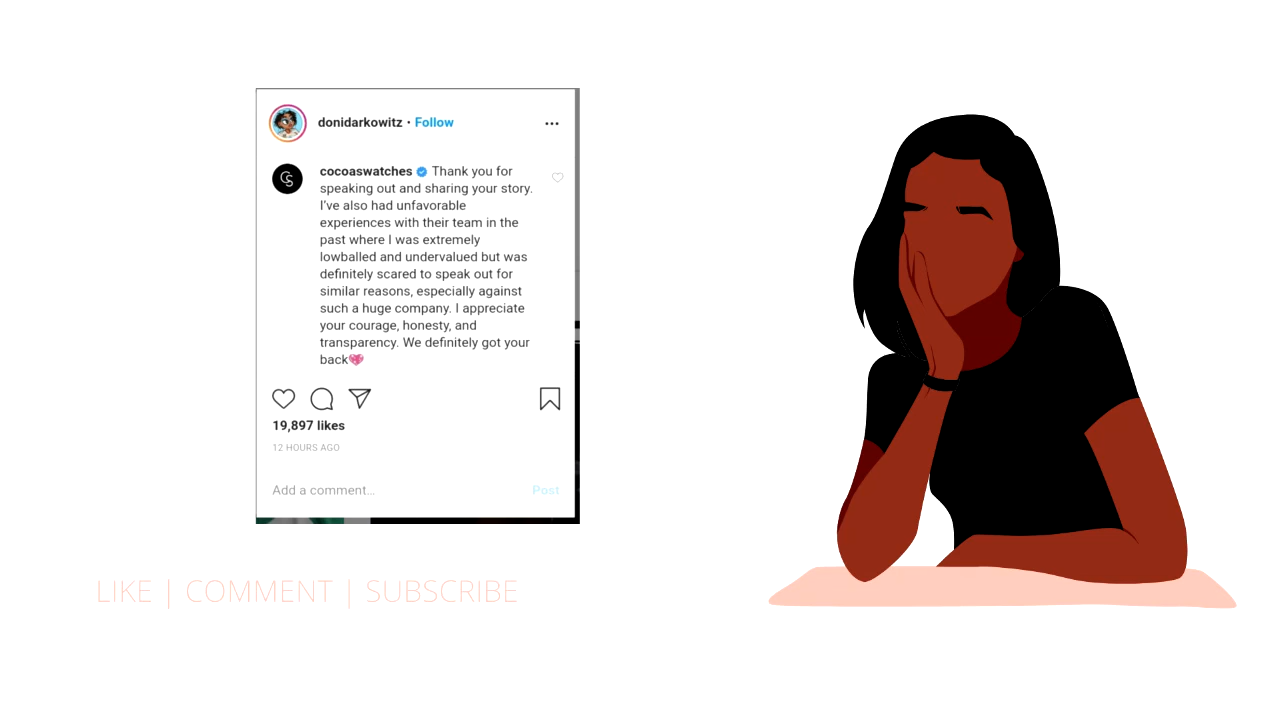 donidarkowitz • Follow
cocoaswatches Thank you for
speaking out and sharing your story.
I've also had unfavorable
experiences with their team in the
past where I was extremely
lowballed and undervalued but was
definitely scared to speak out for
similar reasons, especially against
such a huge company. I appreciate
your courage, honesty, and
transparency. We definitely got your
back💖
19,897 likes
12 HOURS AGO
Add a comment... Post
LIKE | COMMENT | SUBSCRIBE